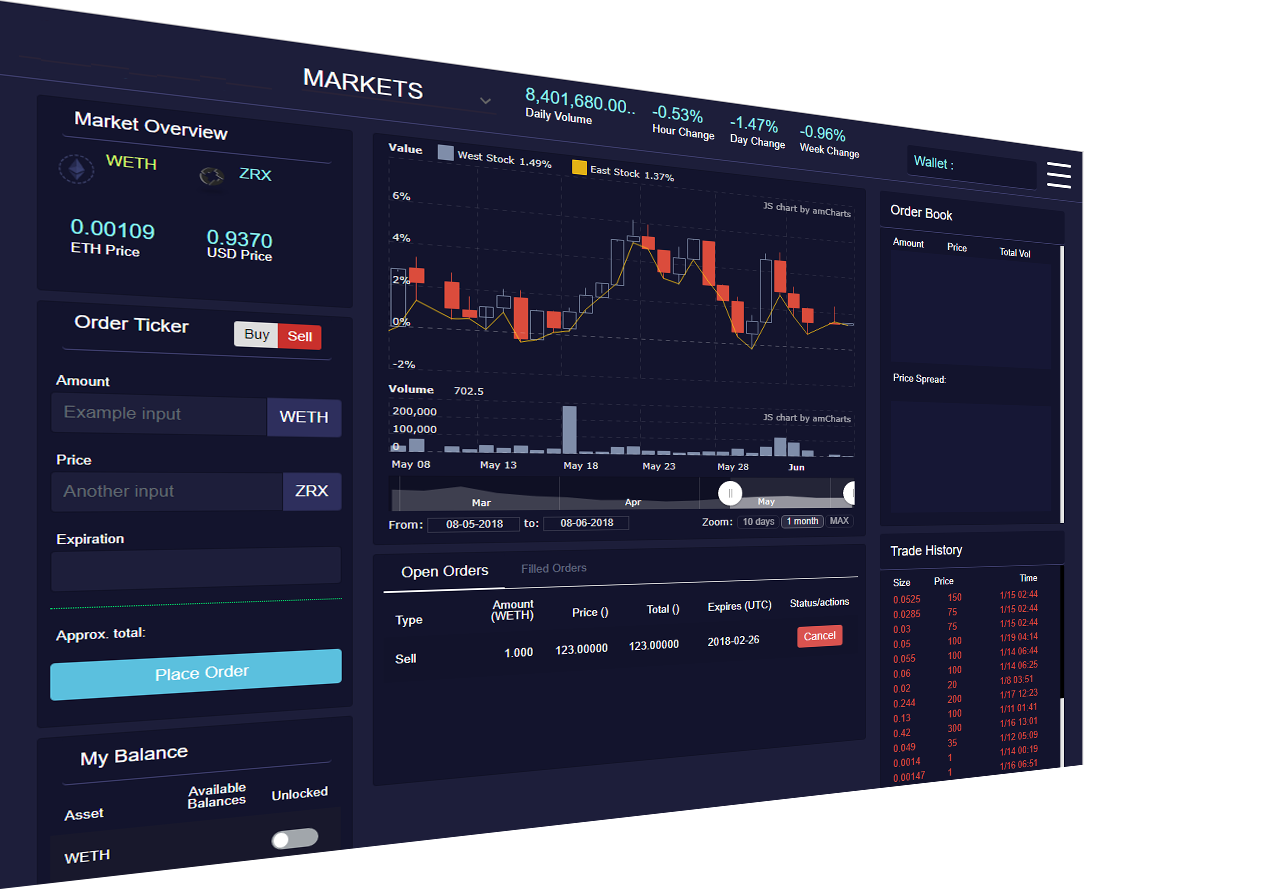 MARKETS
8,401,680.00..
Daily Volume
-0.53%
Hour Change
-1.47%
Day Change
-0.96%
Week Change
Wallet :
Market Overview
WETH
ZRX
0.00109
ETH Price
0.9370
USD Price
Order Ticker
Buy
Sell
Amount
Example input
WETH
Price
Another input
ZRX
Expiration
Approx. total:
Place Order
My Balance
Asset
Available
Balances
Unlocked
WETH
Value
West Stock 1.49%
East Stock 1.37%
JS chart by amCharts
6%
4%
2%
0%
-2%
Volume
702.5
JS chart by amCharts
200,000
100,000
0
May 08
May 13
May 18
May 23
May 28
Jun
Mar
Apr
May
From:
08-05-2018
to:
08-06-2018
Zoom:
10 days
1 month
MAX
Open Orders
Filled Orders
Type
Amount
(WETH)
Price ()
Total ()
Expires (UTC)
Status/actions
Sell
1.000
123.00000
123.00000
2018-02-26
Cancel
Order Book
Amount
Price
Total Vol
Price Spread:
Trade History
Size Price Time
0.0525 150 1/15 02:44
0.0285 75 1/15 02:44
0.03 75 1/15 02:44
0.05 100 1/19 04:14
0.055 100 1/14 06:44
0.06 100 1/14 06:25
0.02 20 1/8 03:51
0.244 200 1/17 12:23
0.13 100 1/11 01:41
0.42 300 1/16 13:01
0.049 35 1/12 05:09
0.0014 1 1/14 00:19
0.00147 1 1/16 06:51